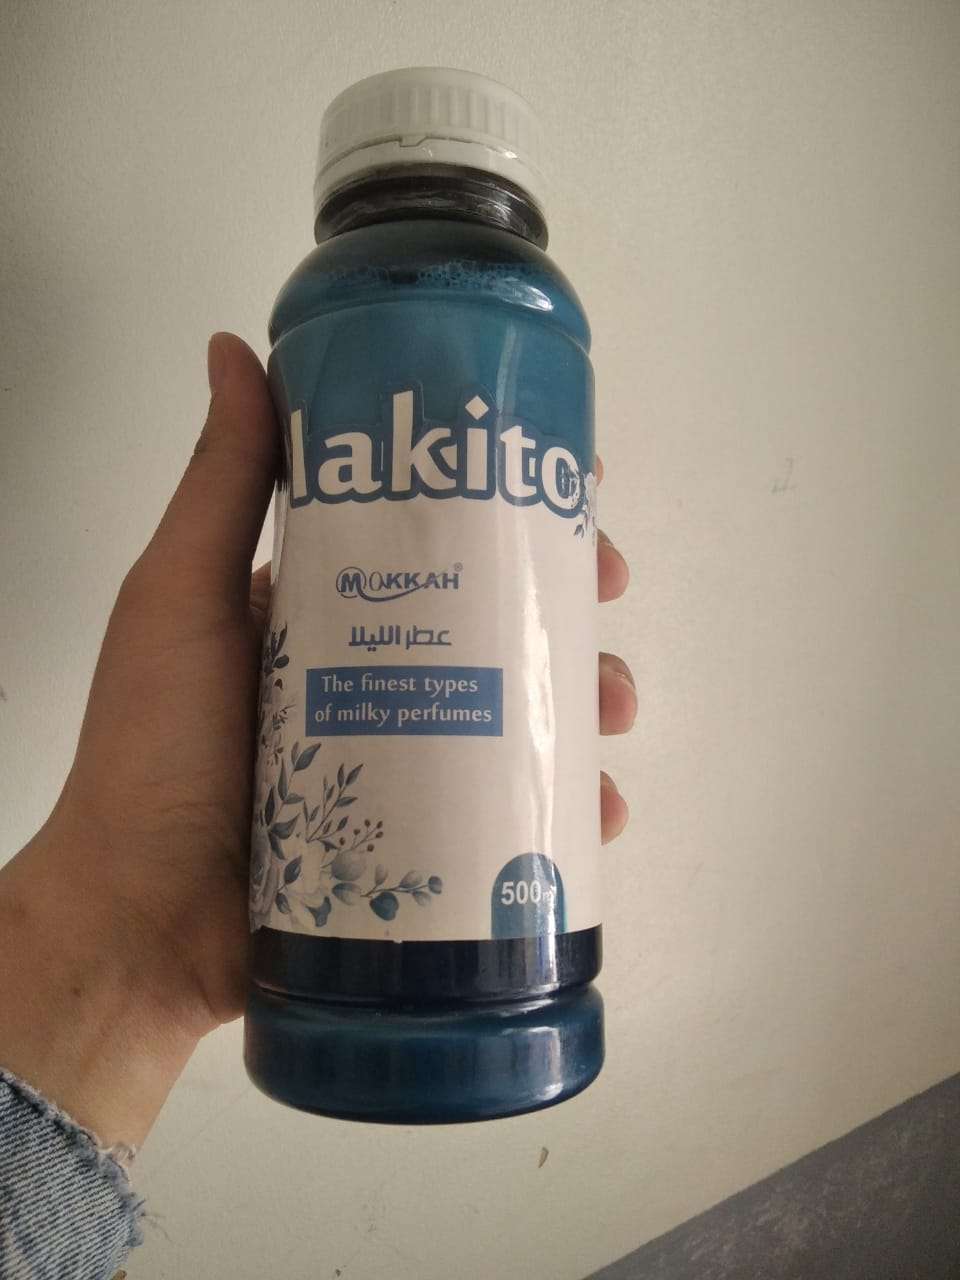 lakito
MOKKAH®
عطر الليلا
The finest types
of milky perfumes
500